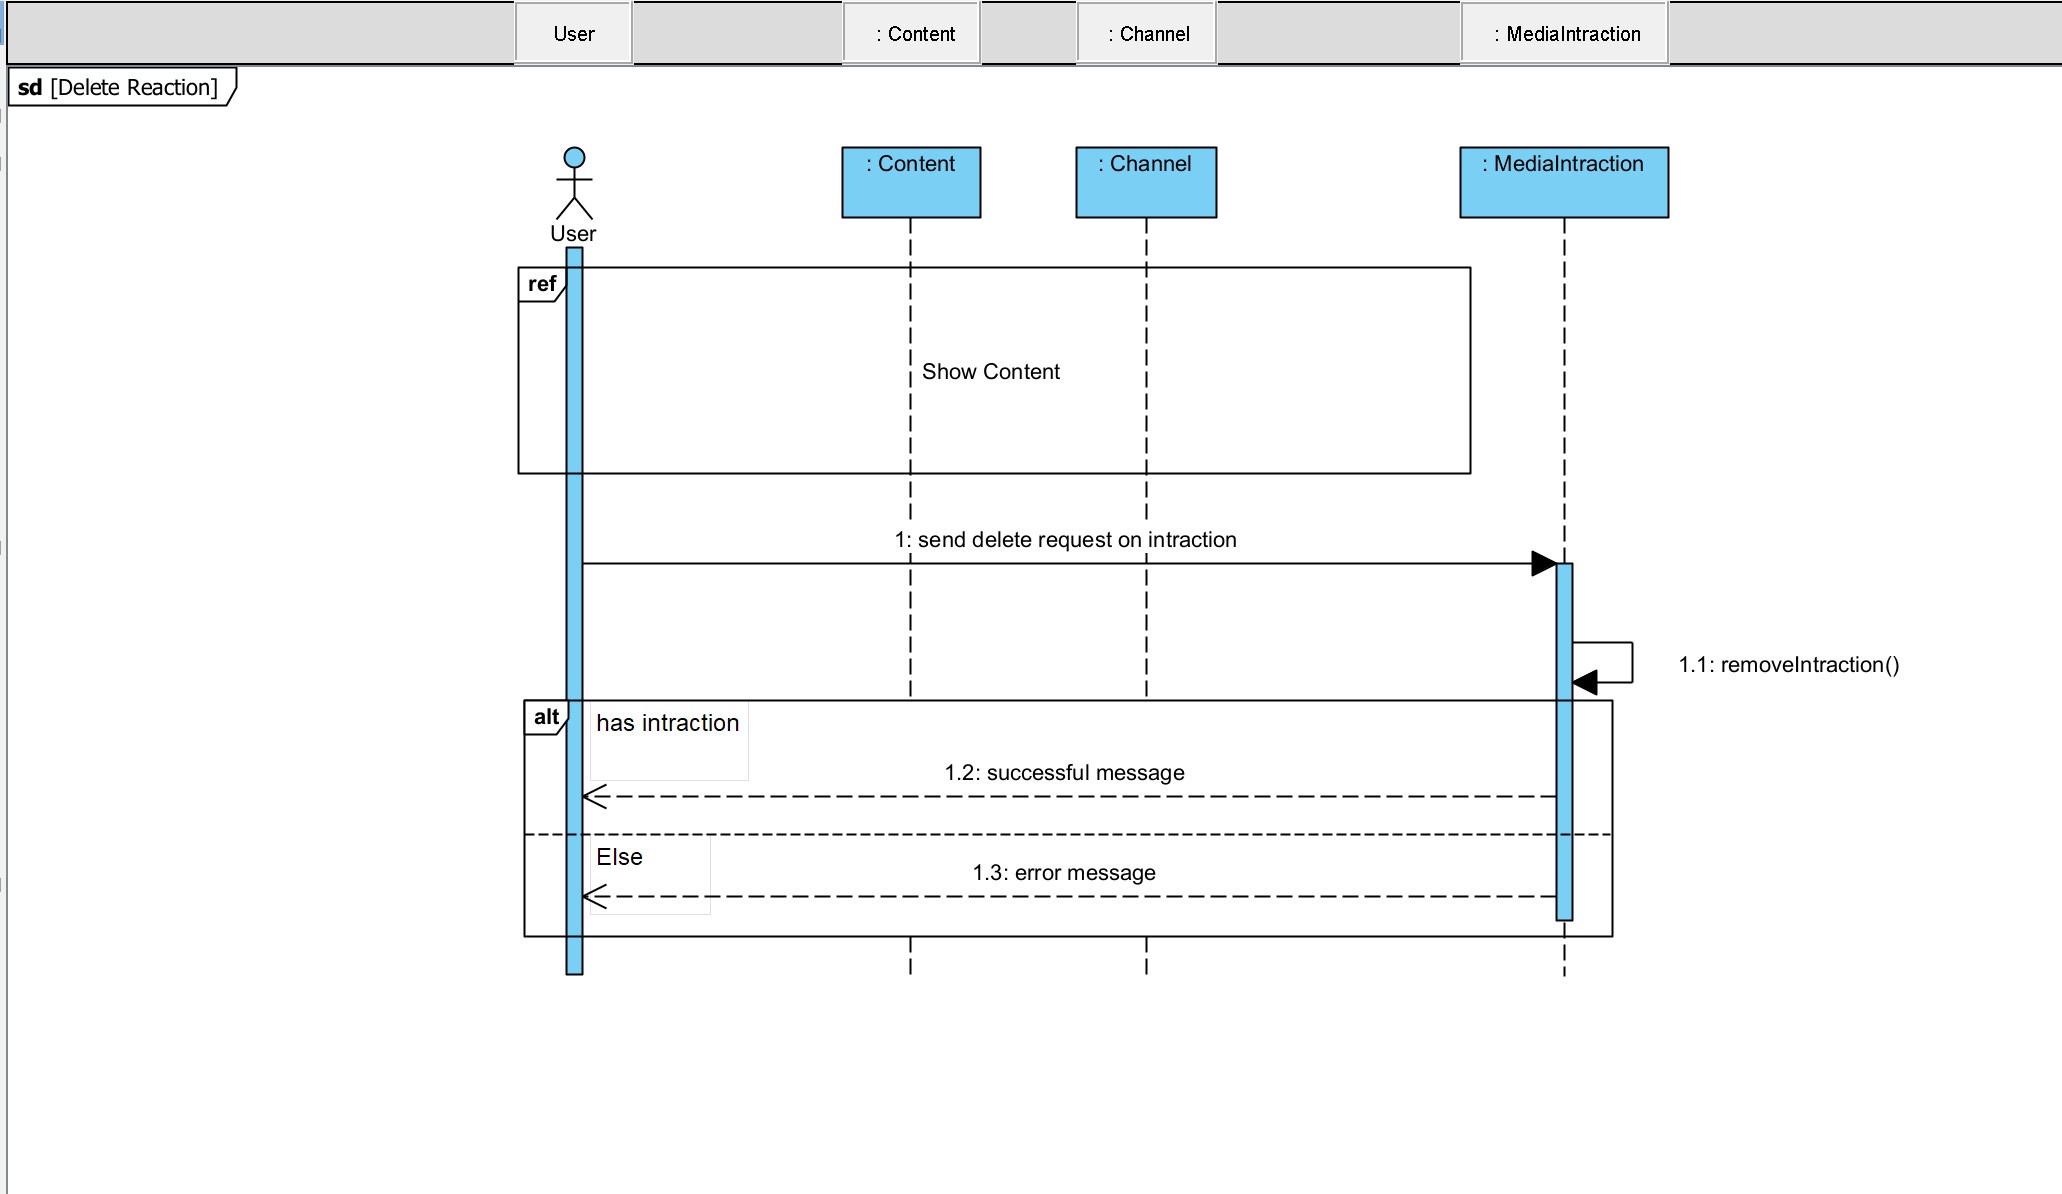 User
: Content
: Channel
: MediaIntraction
sd [Delete Reaction]
: Content
: Channel
: MediaIntraction
User
ref
Show Content
1: send delete request on intraction
1.1: removeIntraction()
alt
has intraction
1.2: successful message
Else
1.3: error message